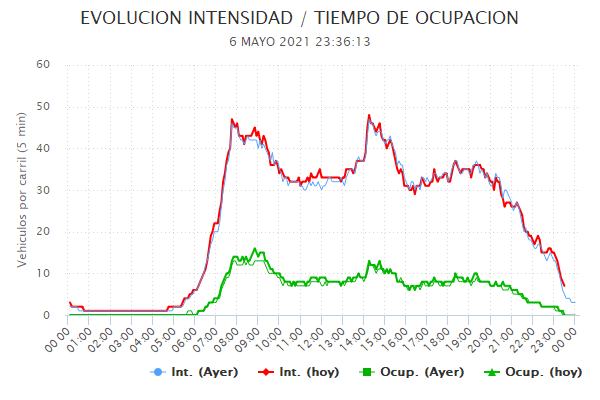 EVOLUCION INTENSIDAD / TIEMPO DE OCUPACION
6 MAYO 2021 23:36:13
Vehiculos por carril (5 min)
60
50
40
30
20
10
0
00:00 01:00 02:00 03:00 04:00 05:00 06:00 07:00 08:00 09:00 10:00 11:00 12:00 13:00 14:00 15:00 16:00 17:00 18:00 19:00 20:00 21:00 22:00 23:00 00:00
Int. (Ayer) Int. (hoy) Ocup. (Ayer) Ocup. (hoy)